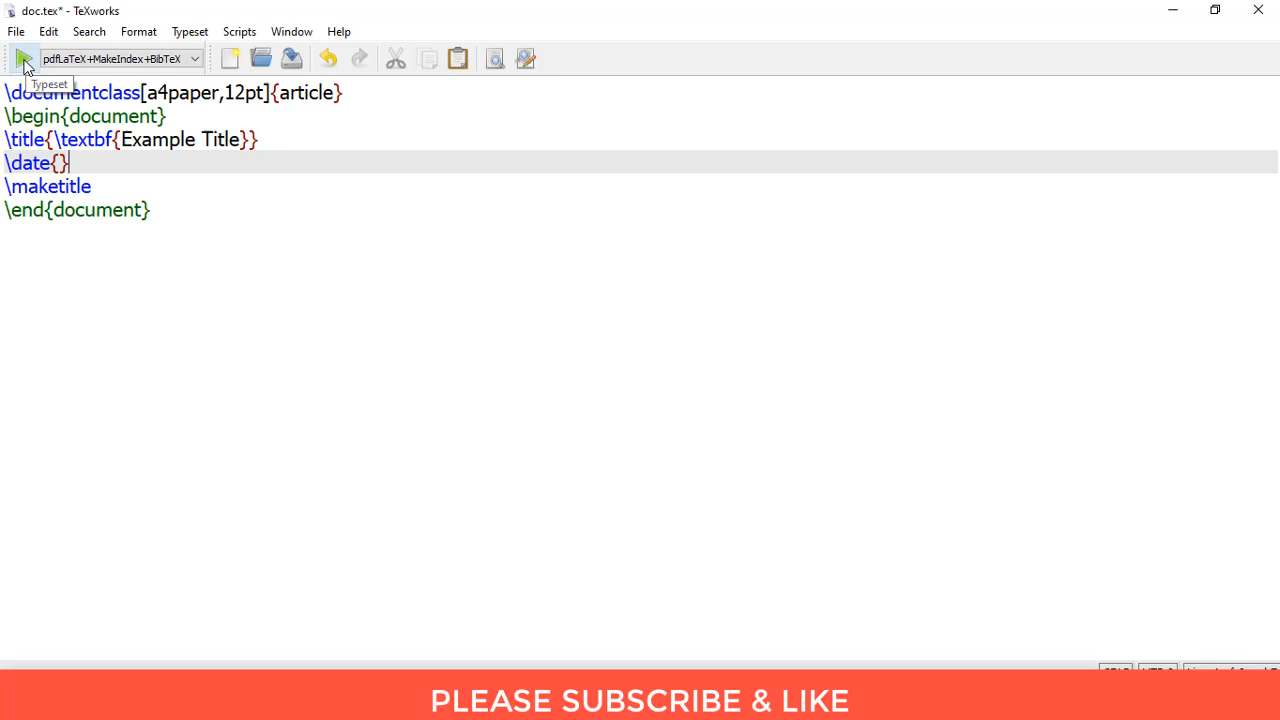 doc.tex* - TeXworks
File Edit Search Format Typeset Scripts Window Help
pdfLaTeX+MakeIndex+BibTeX
Typeset
\documentclass[a4paper,12pt]{article}
\begin{document}
\title{\textbf{Example Title}}
\date{}
\maketitle
\end{document}
PLEASE SUBSCRIBE & LIKE